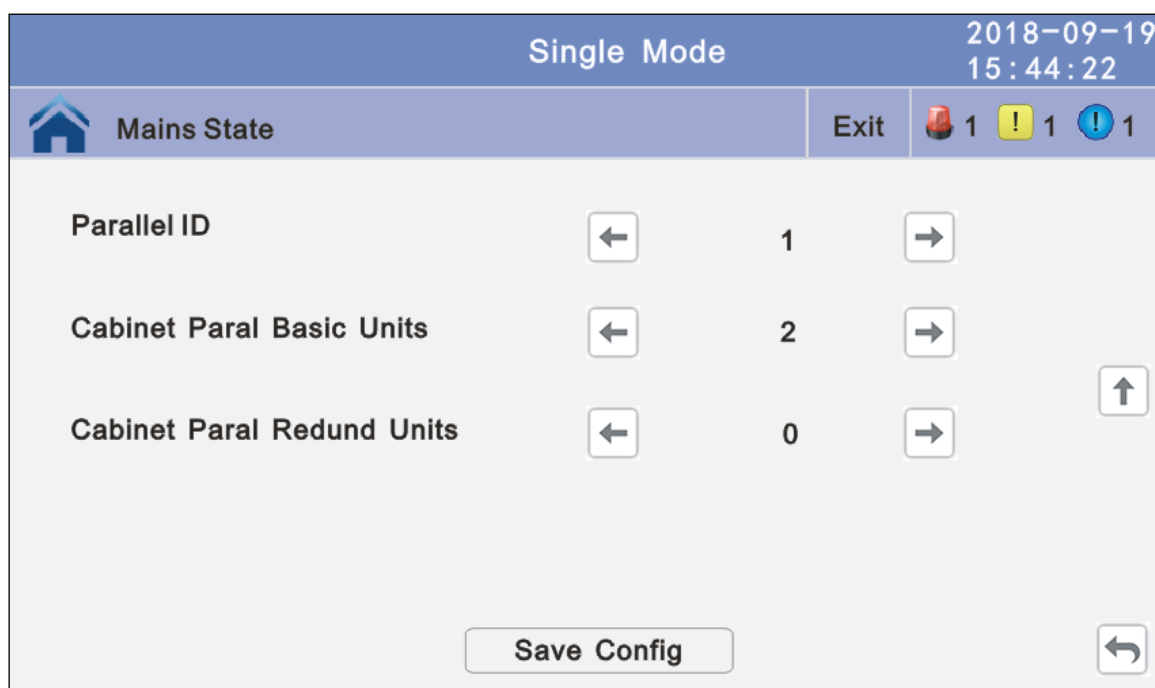 Single Mode
2018-09-19
15:44:22
Mains State
Exit
1
! 1
! 1
Parallel ID
1
Cabinet Paral Basic Units
2
Cabinet Paral Redund Units
0
Save Config